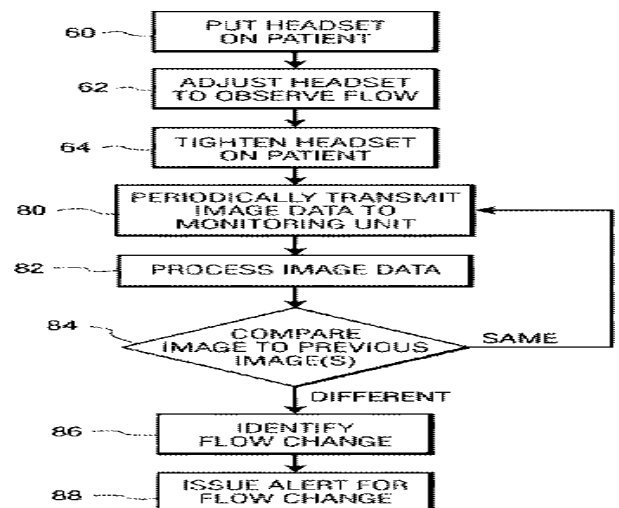 60
PUT HEADSET
ON PATIENT
62
ADJUST HEADSET
TO OBSERVE FLOW
64
TIGHTEN HEADSET
ON PATIENT
80
PERIODICALLY TRANSMIT
IMAGE DATA TO
MONITORING UNIT
82
PROCESS IMAGE DATA
84
COMPARE
IMAGE TO PREVIOUS
IMAGE(S)
SAME
DIFFERENT
86
IDENTIFY
FLOW CHANGE
88
ISSUE ALERT FOR
FLOW CHANGE